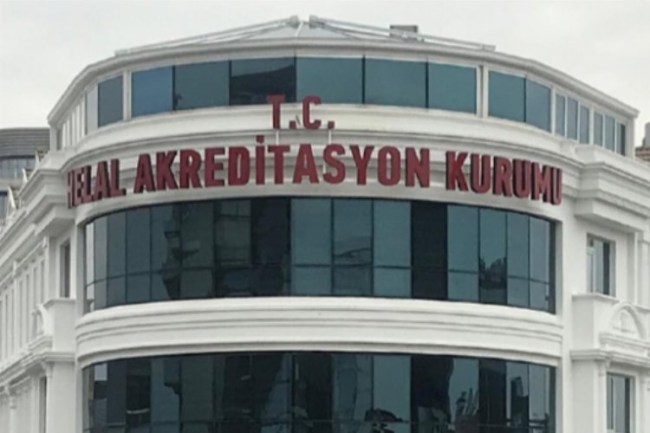 T.C.
HELAL AKREDİTASYON KURUMU